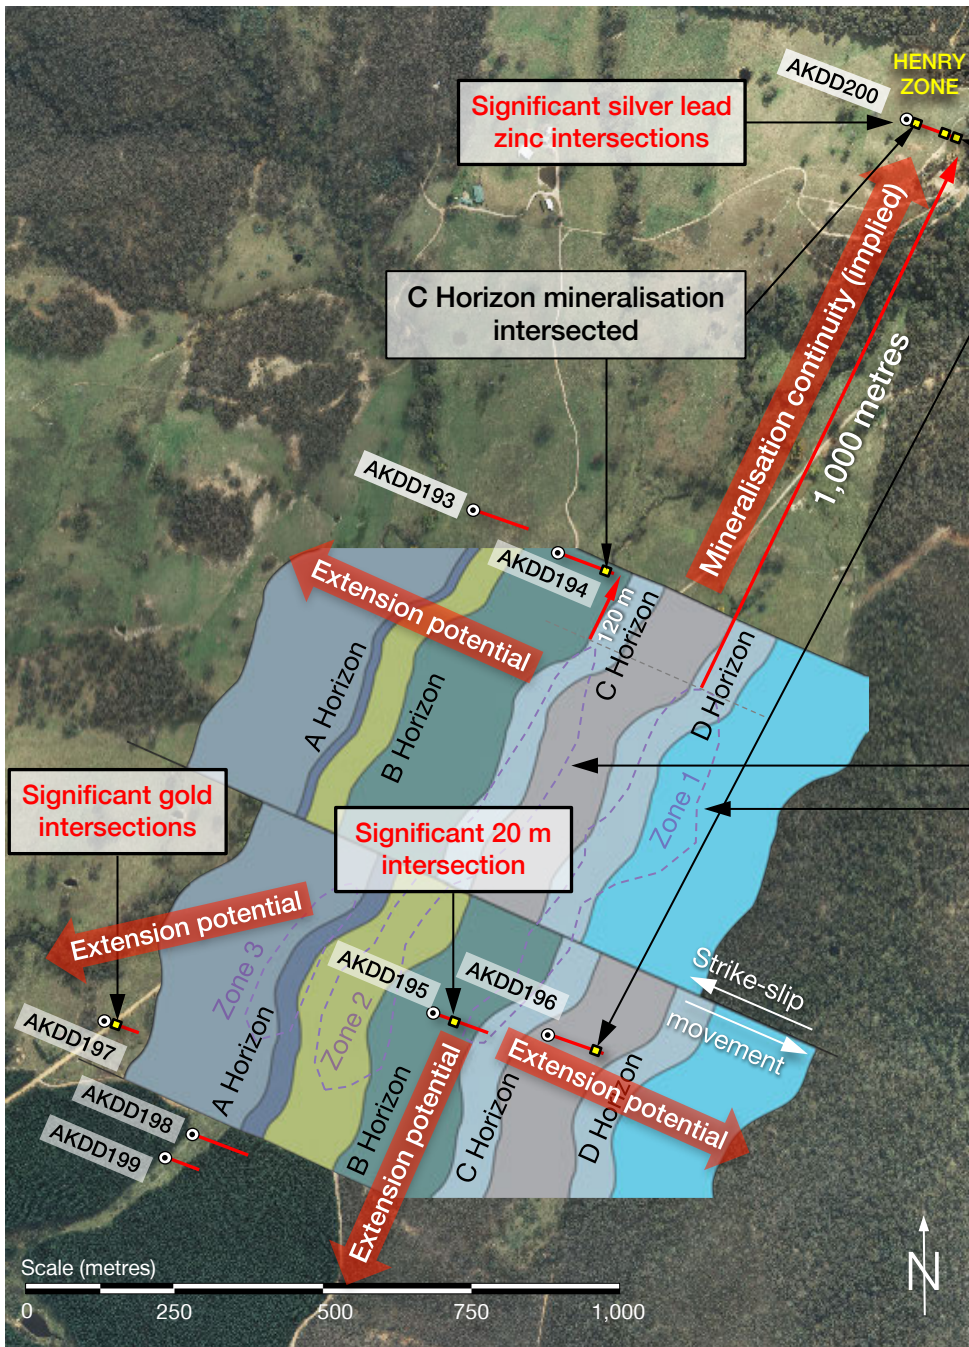 HENRY
ZONE
AKDD200
Significant silver lead
zinc intersections
C Horizon mineralisation
intersected
Mineralisation continuity (implied)
1,000 metres
AKDD193
AKDD194
120 m
Extension potential
A Horizon
B Horizon
C Horizon
D Horizon
Zone 1
Significant gold
intersections
Significant 20 m
intersection
Extension potential
Zone 3
Zone 2
AKDD195
AKDD196
Strike-slip
movement
AKDD197
AKDD198
AKDD199
A Horizon
B Horizon
C Horizon
D Horizon
Extension potential
Extension potential
N
Scale (metres)
0 250 500 750 1,000